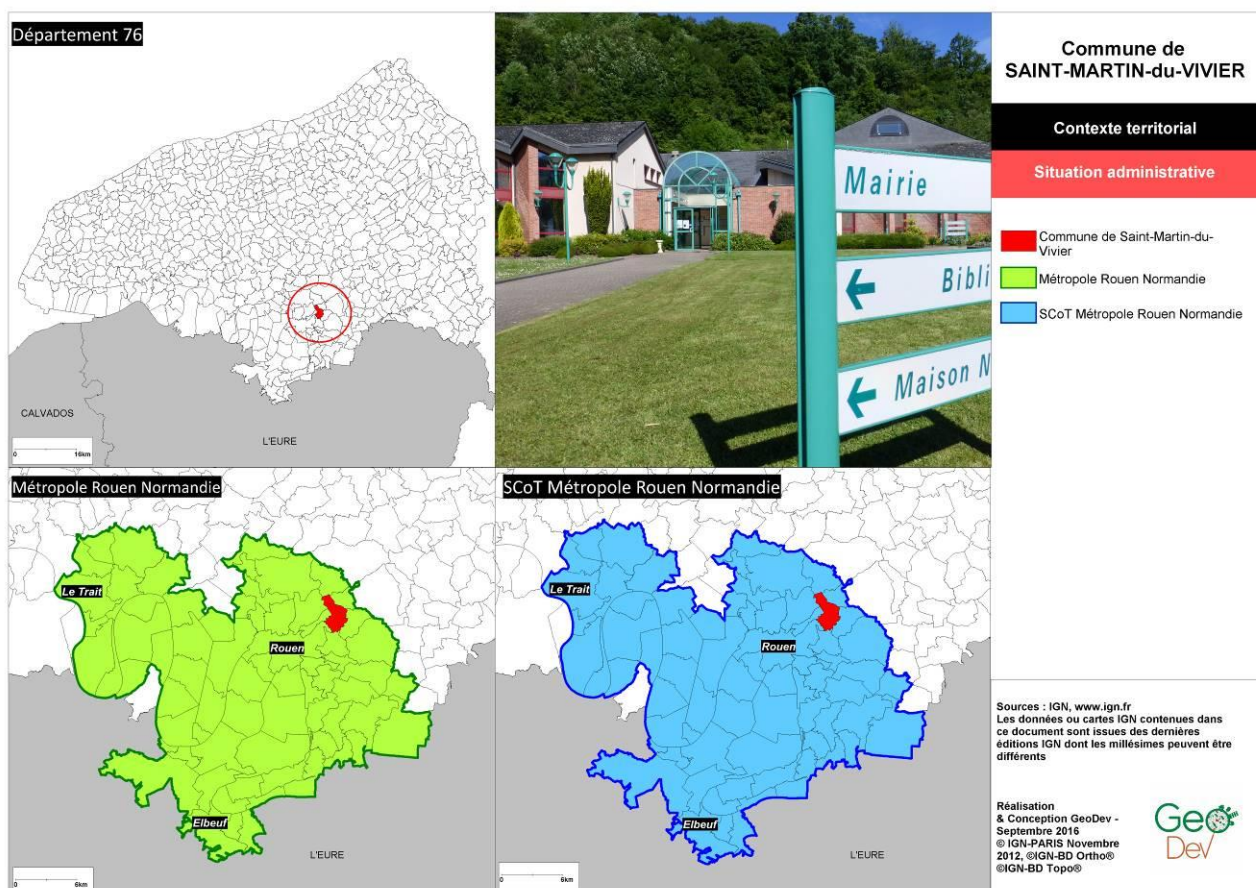 Département 76
CALVADOS
L'EURE
16km
Mairie
Bibli
Maison N
Commune de
SAINT-MARTIN-du-VIVIER
Contexte territorial
Situation administrative
Commune de Saint-Martin-du-
Vivier
Métropole Rouen Normandie
SCoT Métropole Rouen Normandie
Métropole Rouen Normandie
Le Trait
Rouen
Elbeuf
L'EURE
6km
SCoT Métropole Rouen Normandie
Le Trait
Rouen
Elbeuf
L'EURE
6km
Sources : IGN, www.ign.fr
Les données ou cartes IGN contenues dans
ce document sont issues des dernières
éditions IGN dont les millésimes peuvent être
différents
Réalisation
& Conception GeoDev -
Septembre 2016
© IGN-PARIS Novembre
2012, ©IGN-BD Ortho®
©IGN-BD Topo®
Geo
Dev